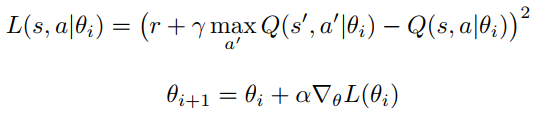 L(s, a|θ_i) = (r + γ max_{a'} Q(s', a'|θ_i) − Q(s, a|θ_i))^2
θ_{i+1} = θ_i + α∇_θ L(θ_i)